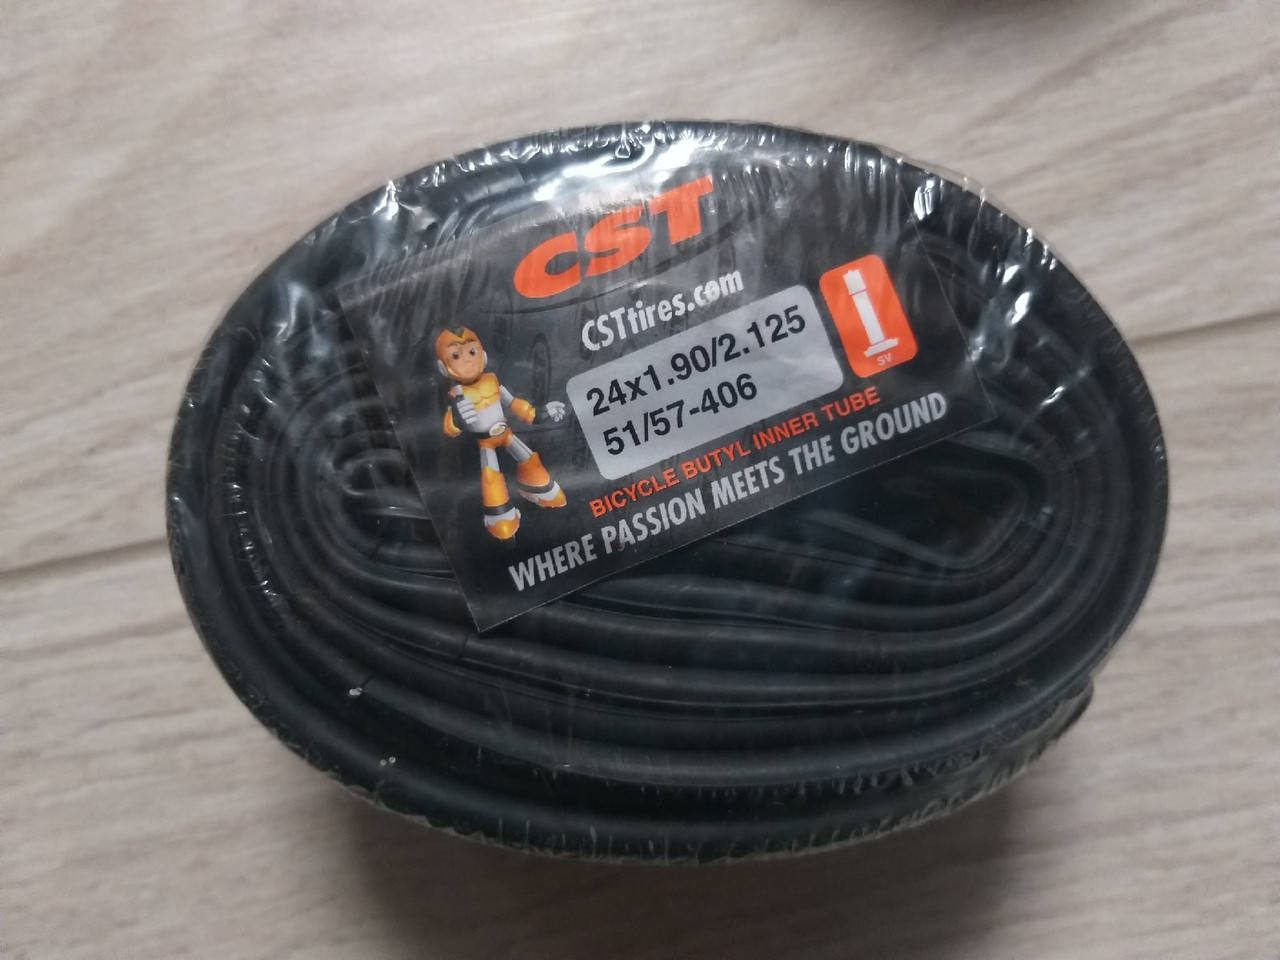 CST
CSTtires.com
24x1.90/2.125
51/57-406
SV
BICYCLE BUTYL INNER TUBE
WHERE PASSION MEETS THE GROUND